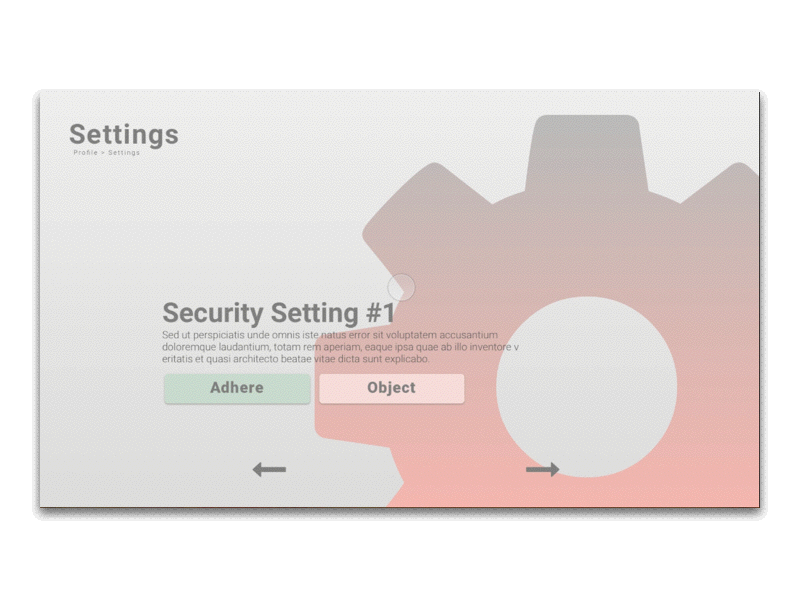 Settings
Profile > Settings
Security Setting #1
Sed ut perspiciatis unde omnis iste natus error sit voluptatem accusantium
doloremque laudantium, totam rem aperiam, eaque ipsa quae ab illo inventore v
eritatis et quasi architecto beatae vitae dicta sunt explicabo.
Adhere Object